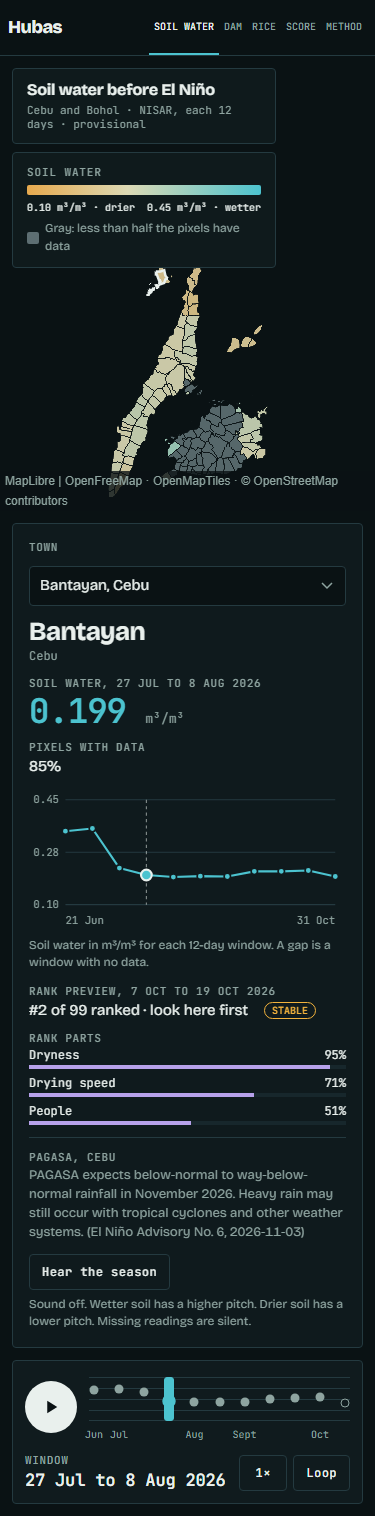 Hubas
SOIL WATER DAM RICE SCORE METHOD
Soil water before El Niño
Cebu and Bohol · NISAR, each 12
days · provisional
SOIL WATER
0.10 m³/m³ · drier 0.45 m³/m³ · wetter
Gray: less than half the pixels have
data
MapLibre | OpenFreeMap · OpenMapTiles · © OpenStreetMap
contributors
TOWN
Bantayan, Cebu
Bantayan
Cebu
SOIL WATER, 27 JUL TO 8 AUG 2026
0.199 m³/m³
PIXELS WITH DATA
85%
0.45
0.28
0.10
21 Jun 31 Oct
Soil water in m³/m³ for each 12-day window. A gap is a
window with no data.
RANK PREVIEW, 7 OCT TO 19 OCT 2026
#2 of 99 ranked · look here first STABLE
RANK PARTS
Dryness 95%
Drying speed 71%
People 51%
PAGASA, CEBU
PAGASA expects below-normal to way-below-
normal rainfall in November 2026. Heavy rain may
still occur with tropical cyclones and other weather
systems. (El Niño Advisory No. 6, 2026-11-03)
Hear the season
Sound off. Wetter soil has a higher pitch. Drier soil has a
lower pitch. Missing readings are silent.
Jun Jul Aug Sept Oct
WINDOW
27 Jul to 8 Aug 2026 1× Loop